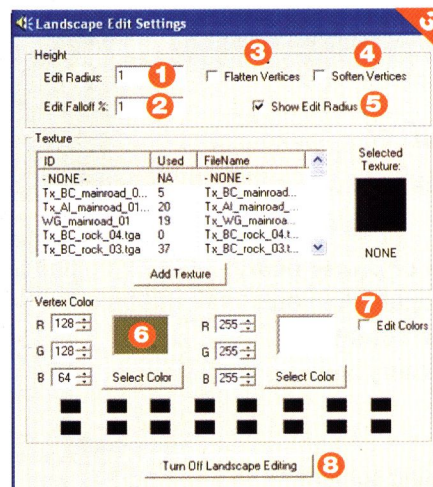 Landscape Edit Settings
3
Height
Edit Radius: 1 1
3 Flatten Vertices
4 Soften Vertices
Edit Falloff %: 1 2
Show Edit Radius 5
Texture
ID Used FileName
- NONE - NA - NONE -
Tx_BC_mainroad_0... 5 Tx_BC_mainroad...
Tx_AI_mainroad_01... 20 Tx_AI_mainroad_...
WG_mainroad_01 19 Tx_WG_mainroa...
Tx_BC_rock_04.tga 0 Tx_BC_rock_04.t...
Tx_BC_rock_03.tga 37 Tx_BC_rock_03.t...
Selected
Texture:
NONE
Add Texture
Vertex Color
R 128 6 R 255 7 Edit Colors
G 128 G 255
B 64 Select Color B 255 Select Color
Turn Off Landscape Editing 8